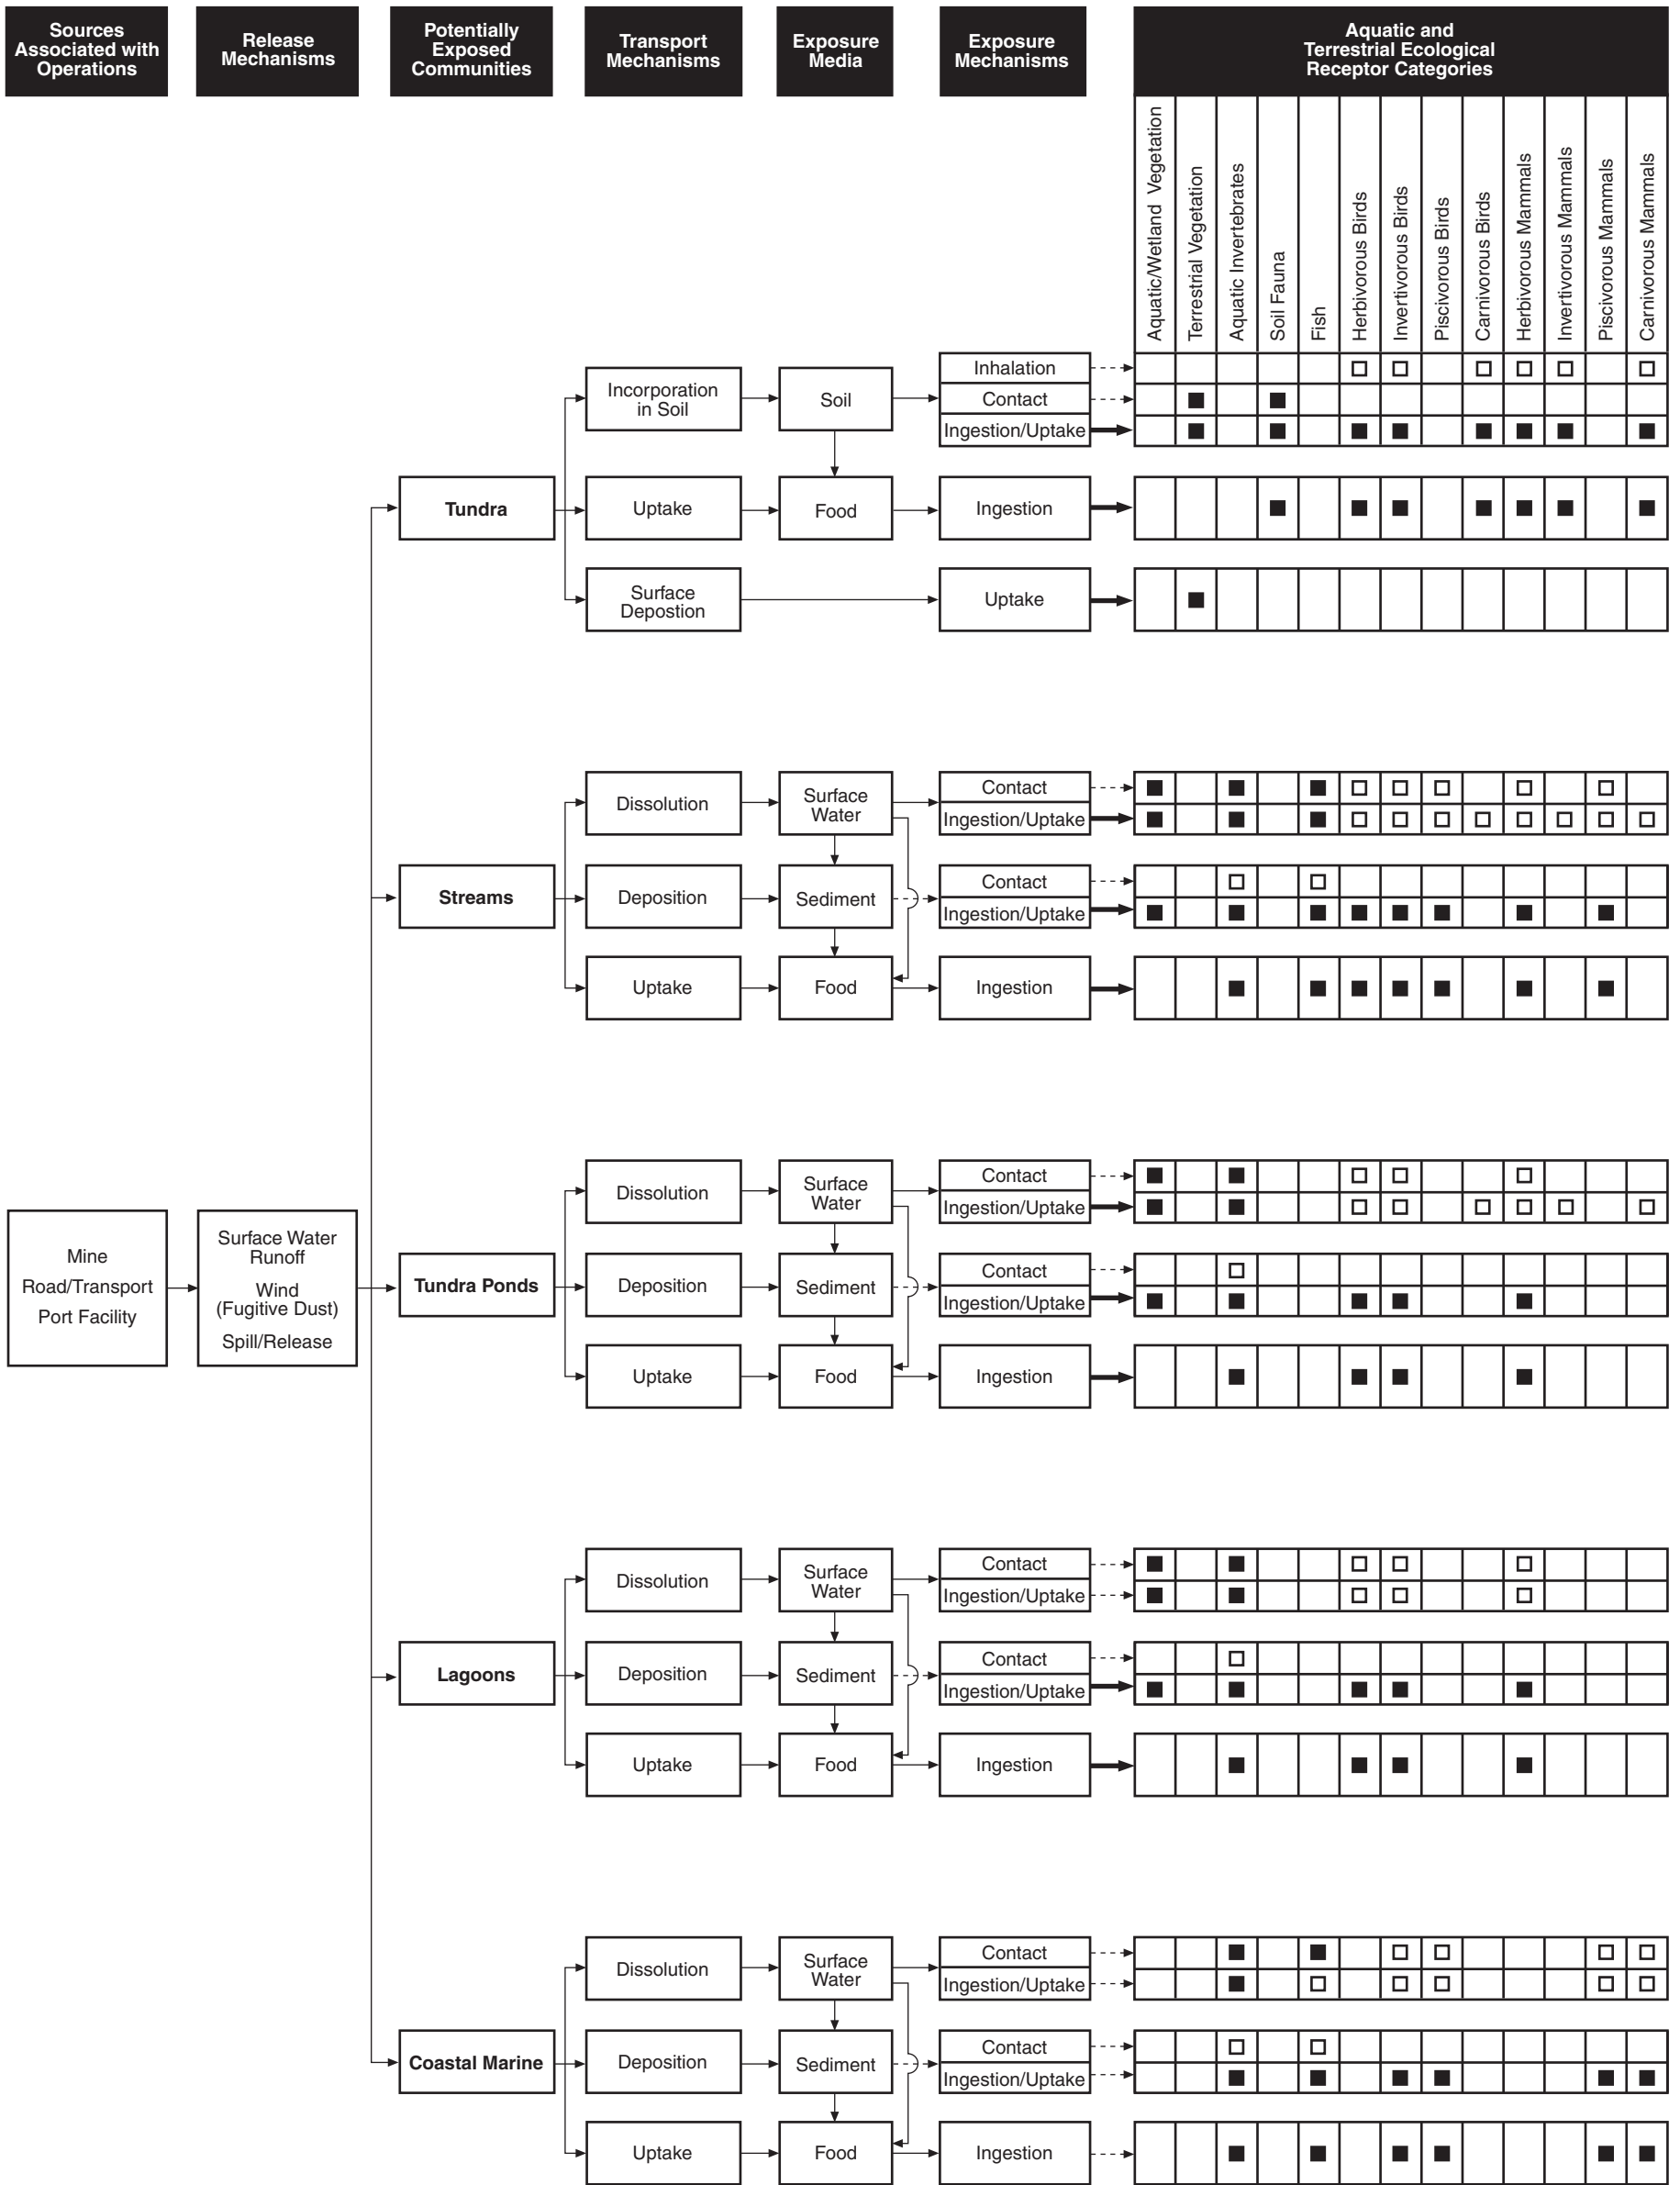 Sources
Associated with
Operations
Release
Mechanisms
Potentially
Exposed
Communities
Transport
Mechanisms
Exposure
Media
Exposure
Mechanisms
Aquatic and
Terrestrial Ecological
Receptor Categories
Aquatic/Wetland Vegetation
Terrestrial Vegetation
Aquatic Invertebrates
Soil Fauna
Fish
Herbivorous Birds
Invertivorous Birds
Piscivorous Birds
Carnivorous Birds
Herbivorous Mammals
Invertivorous Mammals
Piscivorous Mammals
Carnivorous Mammals
Mine
Road/Transport
Port Facility
Surface Water
Runoff
Wind
(Fugitive Dust)
Spill/Release
Tundra
Incorporation
in Soil
Soil
Inhalation
Contact
Ingestion/Uptake
Uptake
Food
Ingestion
Surface
Depostion
Uptake
Streams
Dissolution
Surface
Water
Contact
Ingestion/Uptake
Deposition
Sediment
Contact
Ingestion/Uptake
Uptake
Food
Ingestion
Tundra Ponds
Dissolution
Surface
Water
Contact
Ingestion/Uptake
Deposition
Sediment
Contact
Ingestion/Uptake
Uptake
Food
Ingestion
Lagoons
Dissolution
Surface
Water
Contact
Ingestion/Uptake
Deposition
Sediment
Contact
Ingestion/Uptake
Uptake
Food
Ingestion
Coastal Marine
Dissolution
Surface
Water
Contact
Ingestion/Uptake
Deposition
Sediment
Contact
Ingestion/Uptake
Uptake
Food
Ingestion